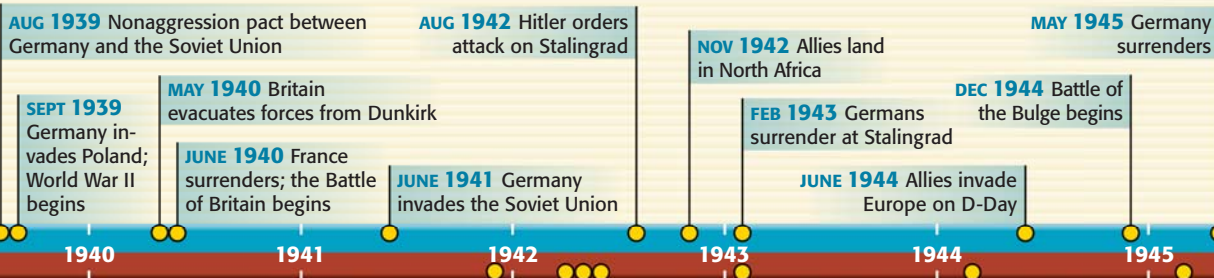 AUG 1939 Nonaggression pact between
Germany and the Soviet Union
SEPT 1939
Germany in-
vades Poland;
World War II
begins
MAY 1940 Britain
evacuates forces from Dunkirk
JUNE 1940 France
surrenders; the Battle
of Britain begins
JUNE 1941 Germany
invades the Soviet Union
AUG 1942 Hitler orders
attack on Stalingrad
NOV 1942 Allies land
in North Africa
FEB 1943 Germans
surrender at Stalingrad
JUNE 1944 Allies invade
Europe on D-Day
DEC 1944 Battle of
the Bulge begins
MAY 1945 Germany
surrenders
1940 1941 1942 1943 1944 1945